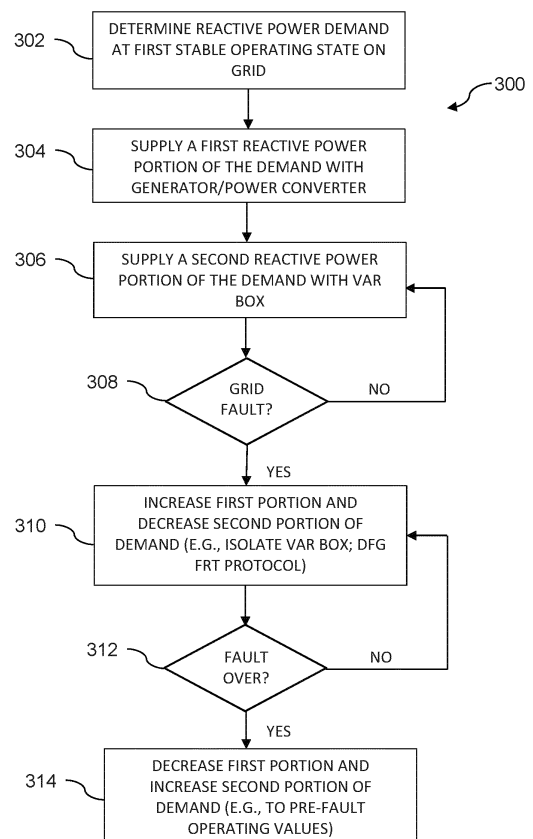 302
DETERMINE REACTIVE POWER DEMAND
AT FIRST STABLE OPERATING STATE ON
GRID
300
304
SUPPLY A FIRST REACTIVE POWER
PORTION OF THE DEMAND WITH
GENERATOR/POWER CONVERTER
306
SUPPLY A SECOND REACTIVE POWER
PORTION OF THE DEMAND WITH VAR
BOX
308
GRID
FAULT?
NO
YES
310
INCREASE FIRST PORTION AND
DECREASE SECOND PORTION OF
DEMAND (E.G., ISOLATE VAR BOX; DFG
FRT PROTOCOL)
312
FAULT
OVER?
NO
YES
314
DECREASE FIRST PORTION AND
INCREASE SECOND PORTION OF
DEMAND (E.G., TO PRE-FAULT
OPERATING VALUES)